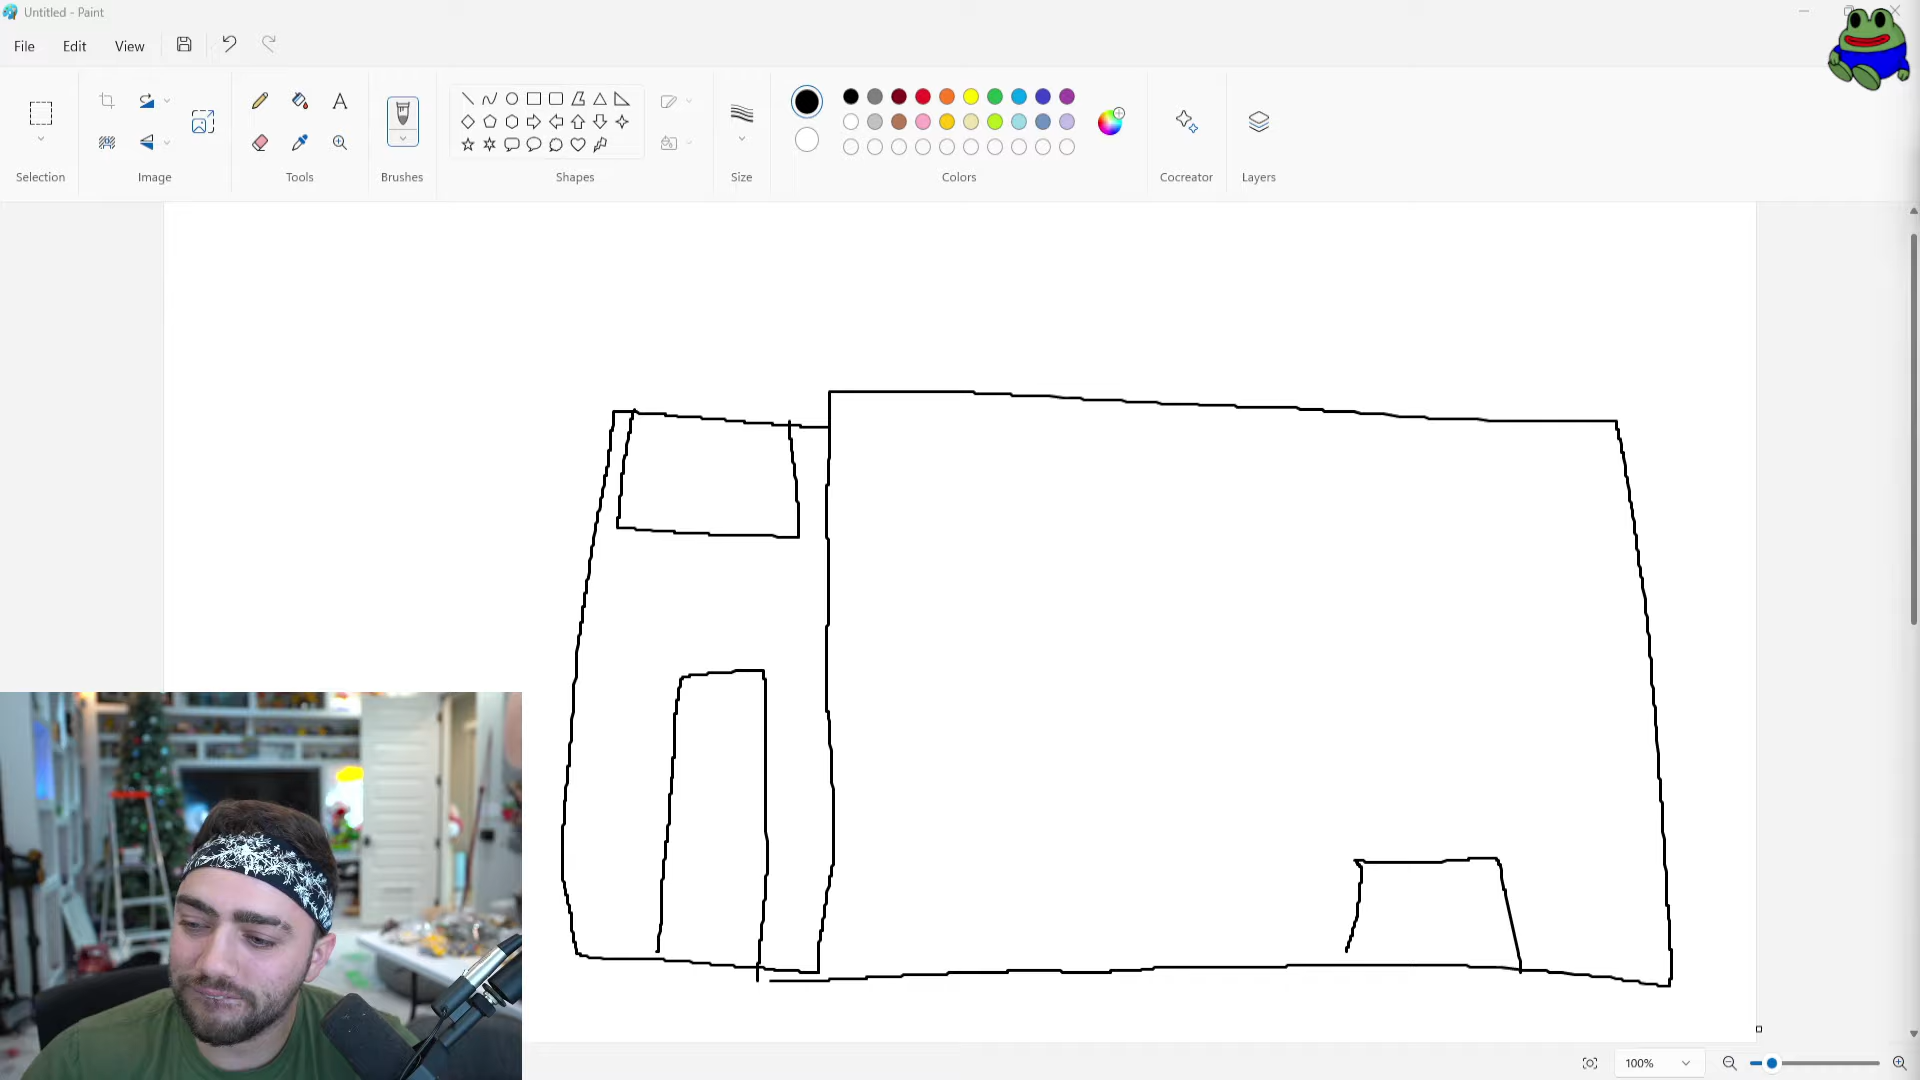 Untitled - Paint
File Edit View
Selection Image Tools Brushes Shapes Size Colors Cocreator Layers
100%